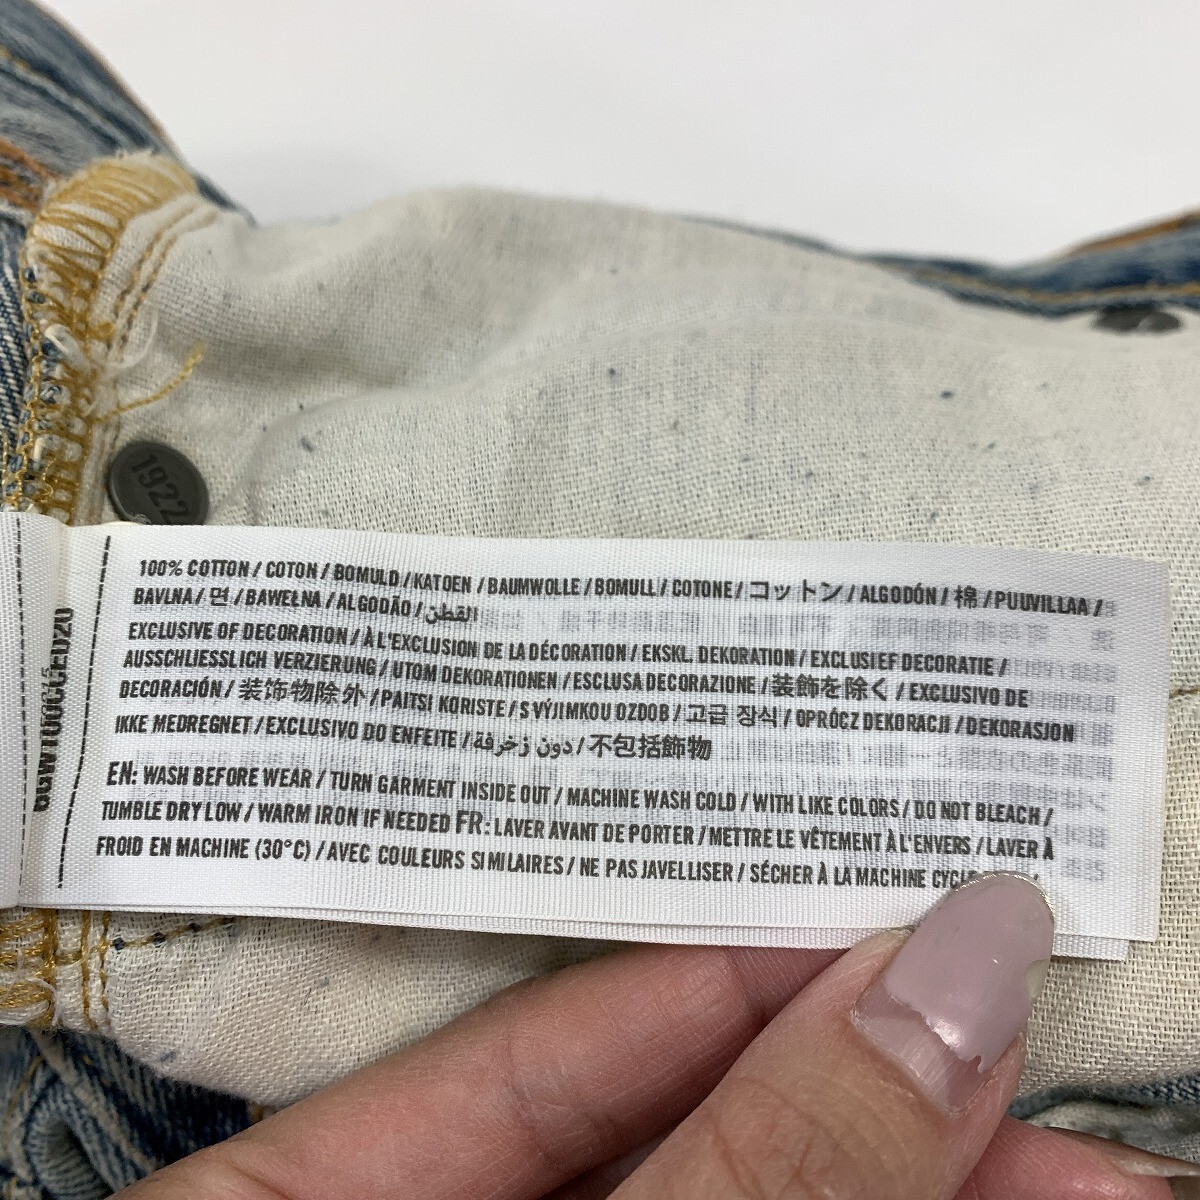 1922
100% COTTON / COTON / BOMULD / KATOEN / BAUMWOLLE / BOMULL / COTONE / コットン / ALGODÓN / 棉 / PUUVILLAA /
BAVLNA / 면 / BAWEŁNA / ALGODÃO / القطن
EXCLUSIVE OF DECORATION / À L'EXCLUSION DE LA DÉCORATION / EKSKL. DEKORATION / EXCLUSIEF DECORATIE /
AUSSCHLIESSLICH VERZIERUNG / UTOM DEKORATIONEN / ESCLUSA DECORAZIONE / 装飾を除く / EXCLUSIVO DE
DECORACIÓN / 装饰物除外 / PAITSI KORISTE / S VÝJIMKOU OZDOB / 고급 장식 / OPRÓCZ DEKORACJI / DEKORASJON
IKKE MEDREGNET / EXCLUSIVO DO ENFEITE / دون زخرفة / 不包括飾物
EN: WASH BEFORE WEAR / TURN GARMENT INSIDE OUT / MACHINE WASH COLD / WITH LIKE COLORS / DO NOT BLEACH /
TUMBLE DRY LOW / WARM IRON IF NEEDED FR: LAVER AVANT DE PORTER / METTRE LE VÊTEMENT À L'ENVERS / LAVER À
FROID EN MACHINE (30°C) / AVEC COULEURS SIMILAIRES / NE PAS JAVELLISER / SÉCHER À LA MACHINE